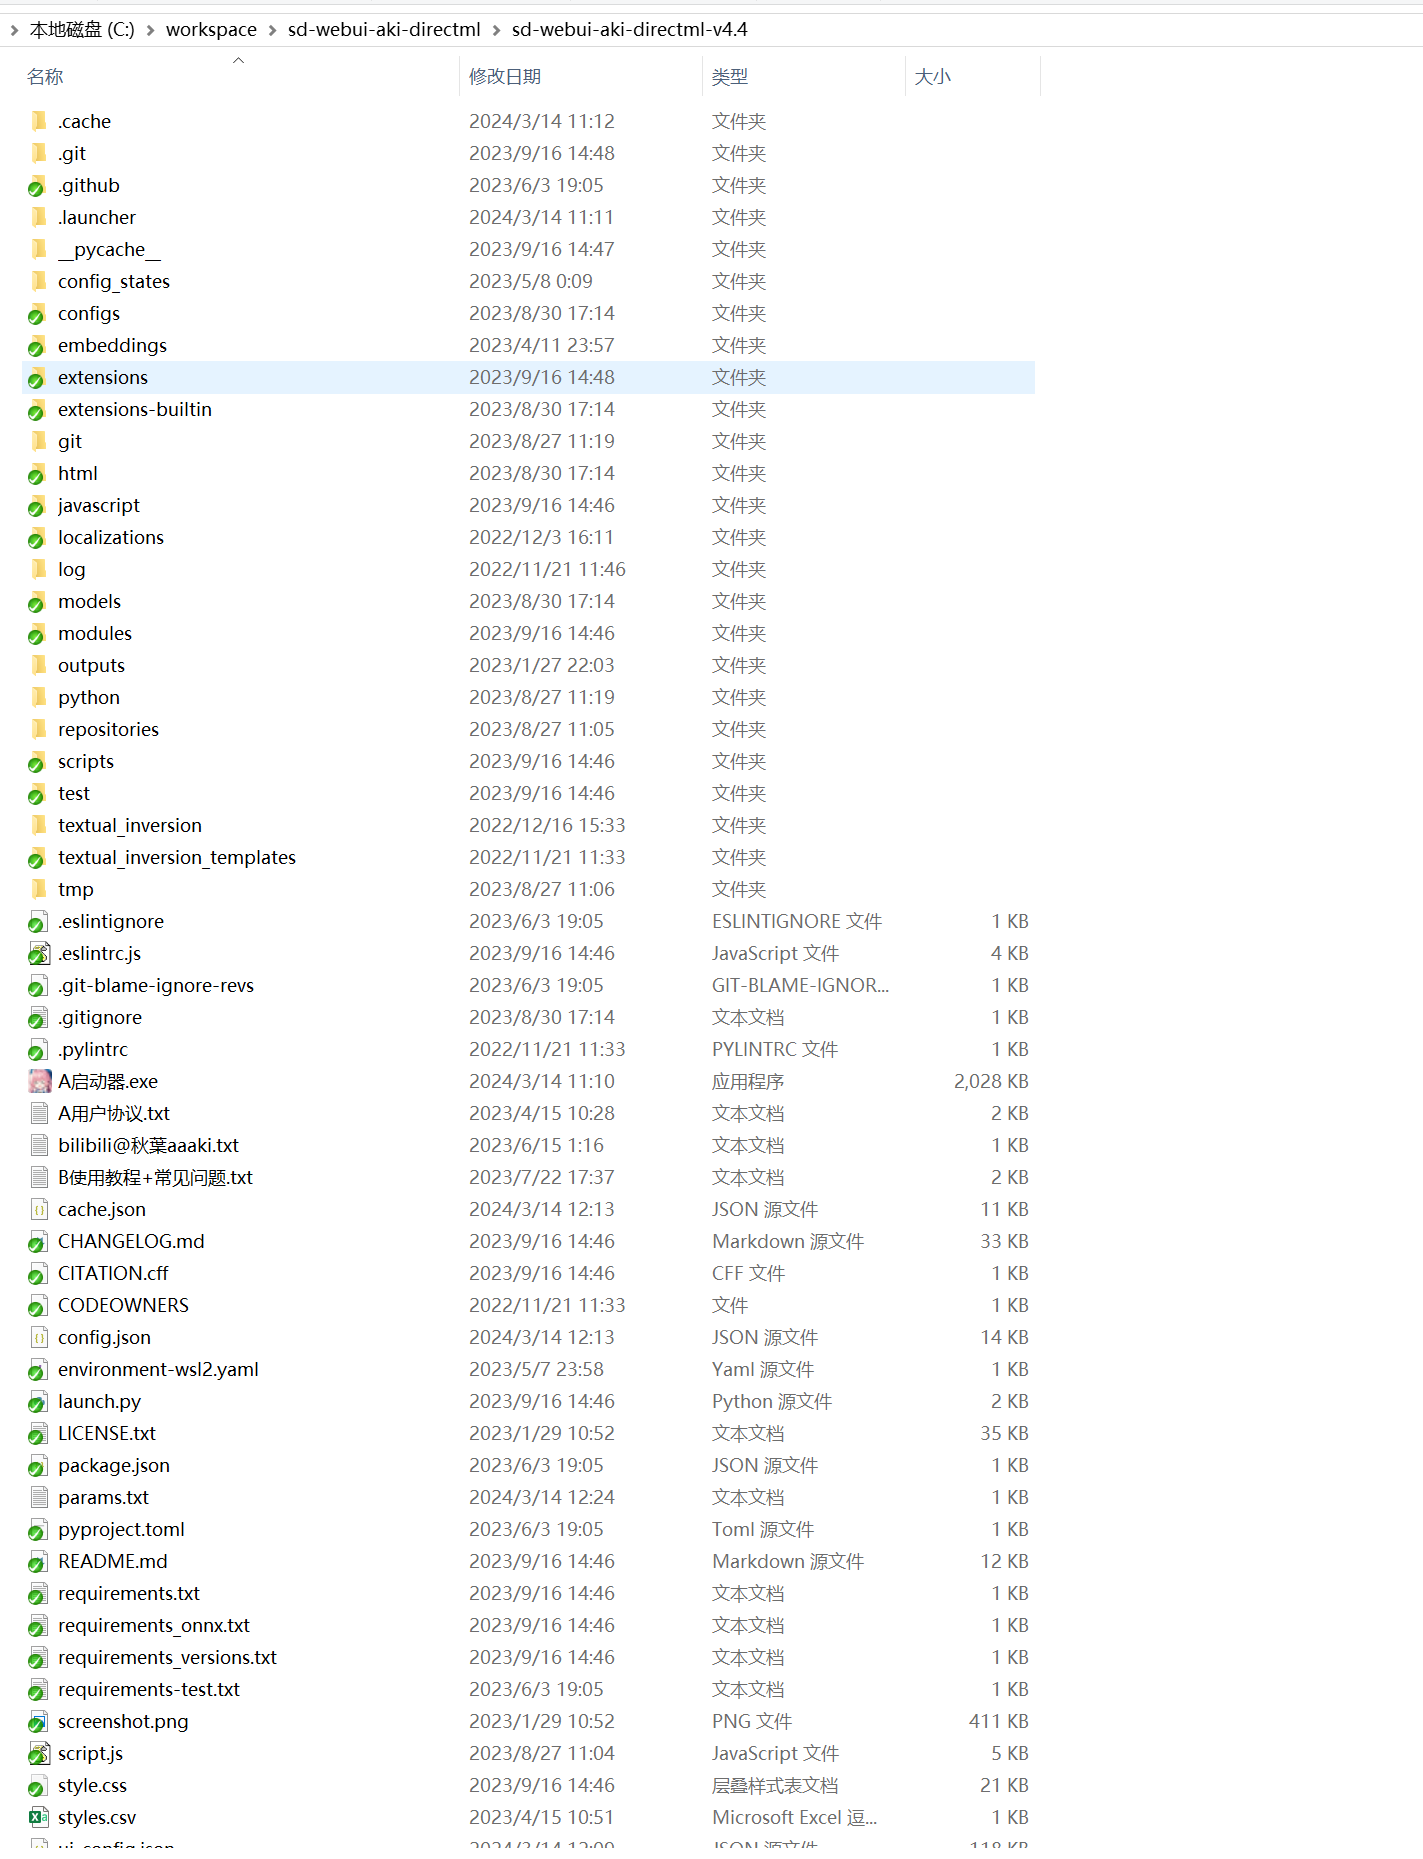 本地磁盘 (C:) > workspace > sd-webui-aki-directml > sd-webui-aki-directml-v4.4
名称 修改日期 类型 大小
.cache 2024/3/14 11:12 文件夹
.git 2023/9/16 14:48 文件夹
.github 2023/6/3 19:05 文件夹
.launcher 2024/3/14 11:11 文件夹
__pycache__ 2023/9/16 14:47 文件夹
config_states 2023/5/8 0:09 文件夹
configs 2023/8/30 17:14 文件夹
embeddings 2023/4/11 23:57 文件夹
extensions 2023/9/16 14:48 文件夹
extensions-builtin 2023/8/30 17:14 文件夹
git 2023/8/27 11:19 文件夹
html 2023/8/30 17:14 文件夹
javascript 2023/9/16 14:46 文件夹
localizations 2022/12/3 16:11 文件夹
log 2022/11/21 11:46 文件夹
models 2023/8/30 17:14 文件夹
modules 2023/9/16 14:46 文件夹
outputs 2023/1/27 22:03 文件夹
python 2023/8/27 11:19 文件夹
repositories 2023/8/27 11:05 文件夹
scripts 2023/9/16 14:46 文件夹
test 2023/9/16 14:46 文件夹
textual_inversion 2022/12/16 15:33 文件夹
textual_inversion_templates 2022/11/21 11:33 文件夹
tmp 2023/8/27 11:06 文件夹
.eslintignore 2023/6/3 19:05 ESLINTIGNORE 文件 1 KB
.eslintrc.js 2023/9/16 14:46 JavaScript 文件 4 KB
.git-blame-ignore-revs 2023/6/3 19:05 GIT-BLAME-IGNOR... 1 KB
.gitignore 2023/8/30 17:14 文本文档 1 KB
.pylintrc 2022/11/21 11:33 PYLINTRC 文件 1 KB
A启动器.exe 2024/3/14 11:10 应用程序 2,028 KB
A用户协议.txt 2023/4/15 10:28 文本文档 2 KB
bilibili@秋葉aaaki.txt 2023/6/15 1:16 文本文档 1 KB
B使用教程+常见问题.txt 2023/7/22 17:37 文本文档 2 KB
cache.json 2024/3/14 12:13 JSON 源文件 11 KB
CHANGELOG.md 2023/9/16 14:46 Markdown 源文件 33 KB
CITATION.cff 2023/9/16 14:46 CFF 文件 1 KB
CODEOWNERS 2022/11/21 11:33 文件 1 KB
config.json 2024/3/14 12:13 JSON 源文件 14 KB
environment-wsl2.yaml 2023/5/7 23:58 Yaml 源文件 1 KB
launch.py 2023/9/16 14:46 Python 源文件 2 KB
LICENSE.txt 2023/1/29 10:52 文本文档 35 KB
package.json 2023/6/3 19:05 JSON 源文件 1 KB
params.txt 2024/3/14 12:24 文本文档 1 KB
pyproject.toml 2023/6/3 19:05 Toml 源文件 1 KB
README.md 2023/9/16 14:46 Markdown 源文件 12 KB
requirements.txt 2023/9/16 14:46 文本文档 1 KB
requirements_onnx.txt 2023/9/16 14:46 文本文档 1 KB
requirements_versions.txt 2023/9/16 14:46 文本文档 1 KB
requirements-test.txt 2023/6/3 19:05 文本文档 1 KB
screenshot.png 2023/1/29 10:52 PNG 文件 411 KB
script.js 2023/8/27 11:04 JavaScript 文件 5 KB
style.css 2023/9/16 14:46 层叠样式表文档 21 KB
styles.csv 2023/4/15 10:51 Microsoft Excel 逗... 1 KB